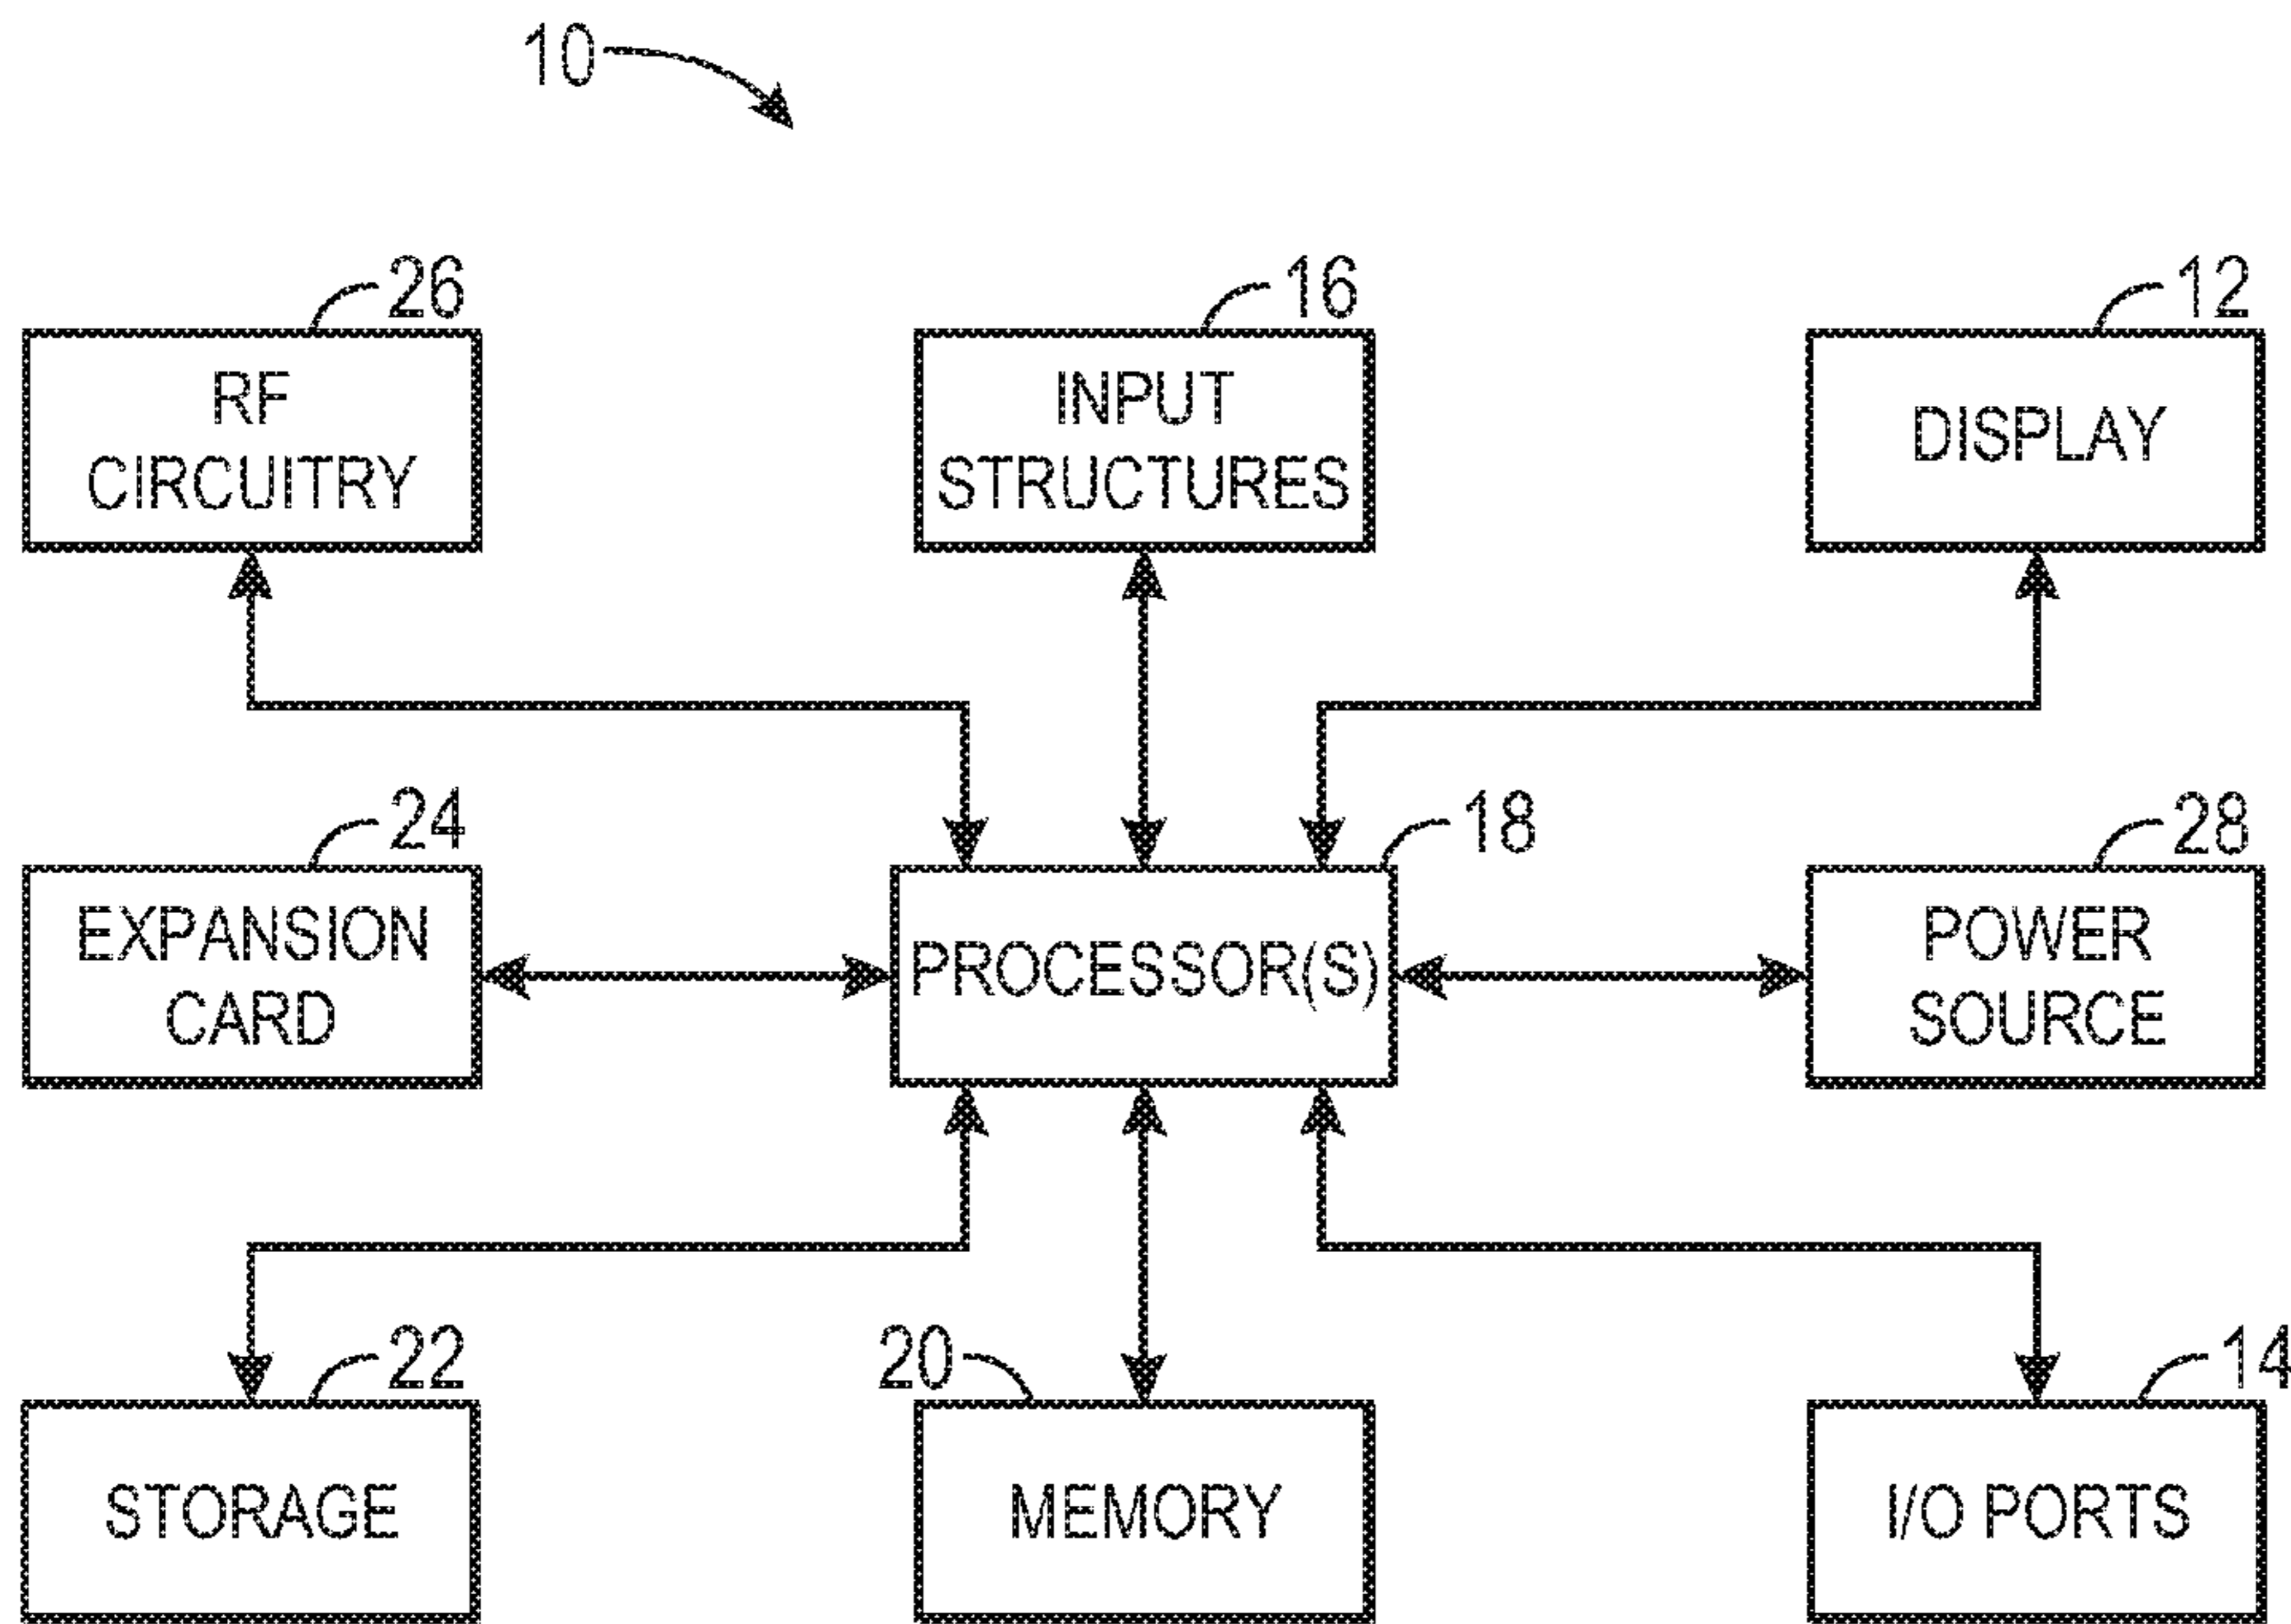 10
26
16
12
RF
CIRCUITRY
INPUT
STRUCTURES
DISPLAY
24
18
28
EXPANSION
CARD
PROCESSOR(S)
POWER
SOURCE
22
20
14
STORAGE
MEMORY
I/O PORTS